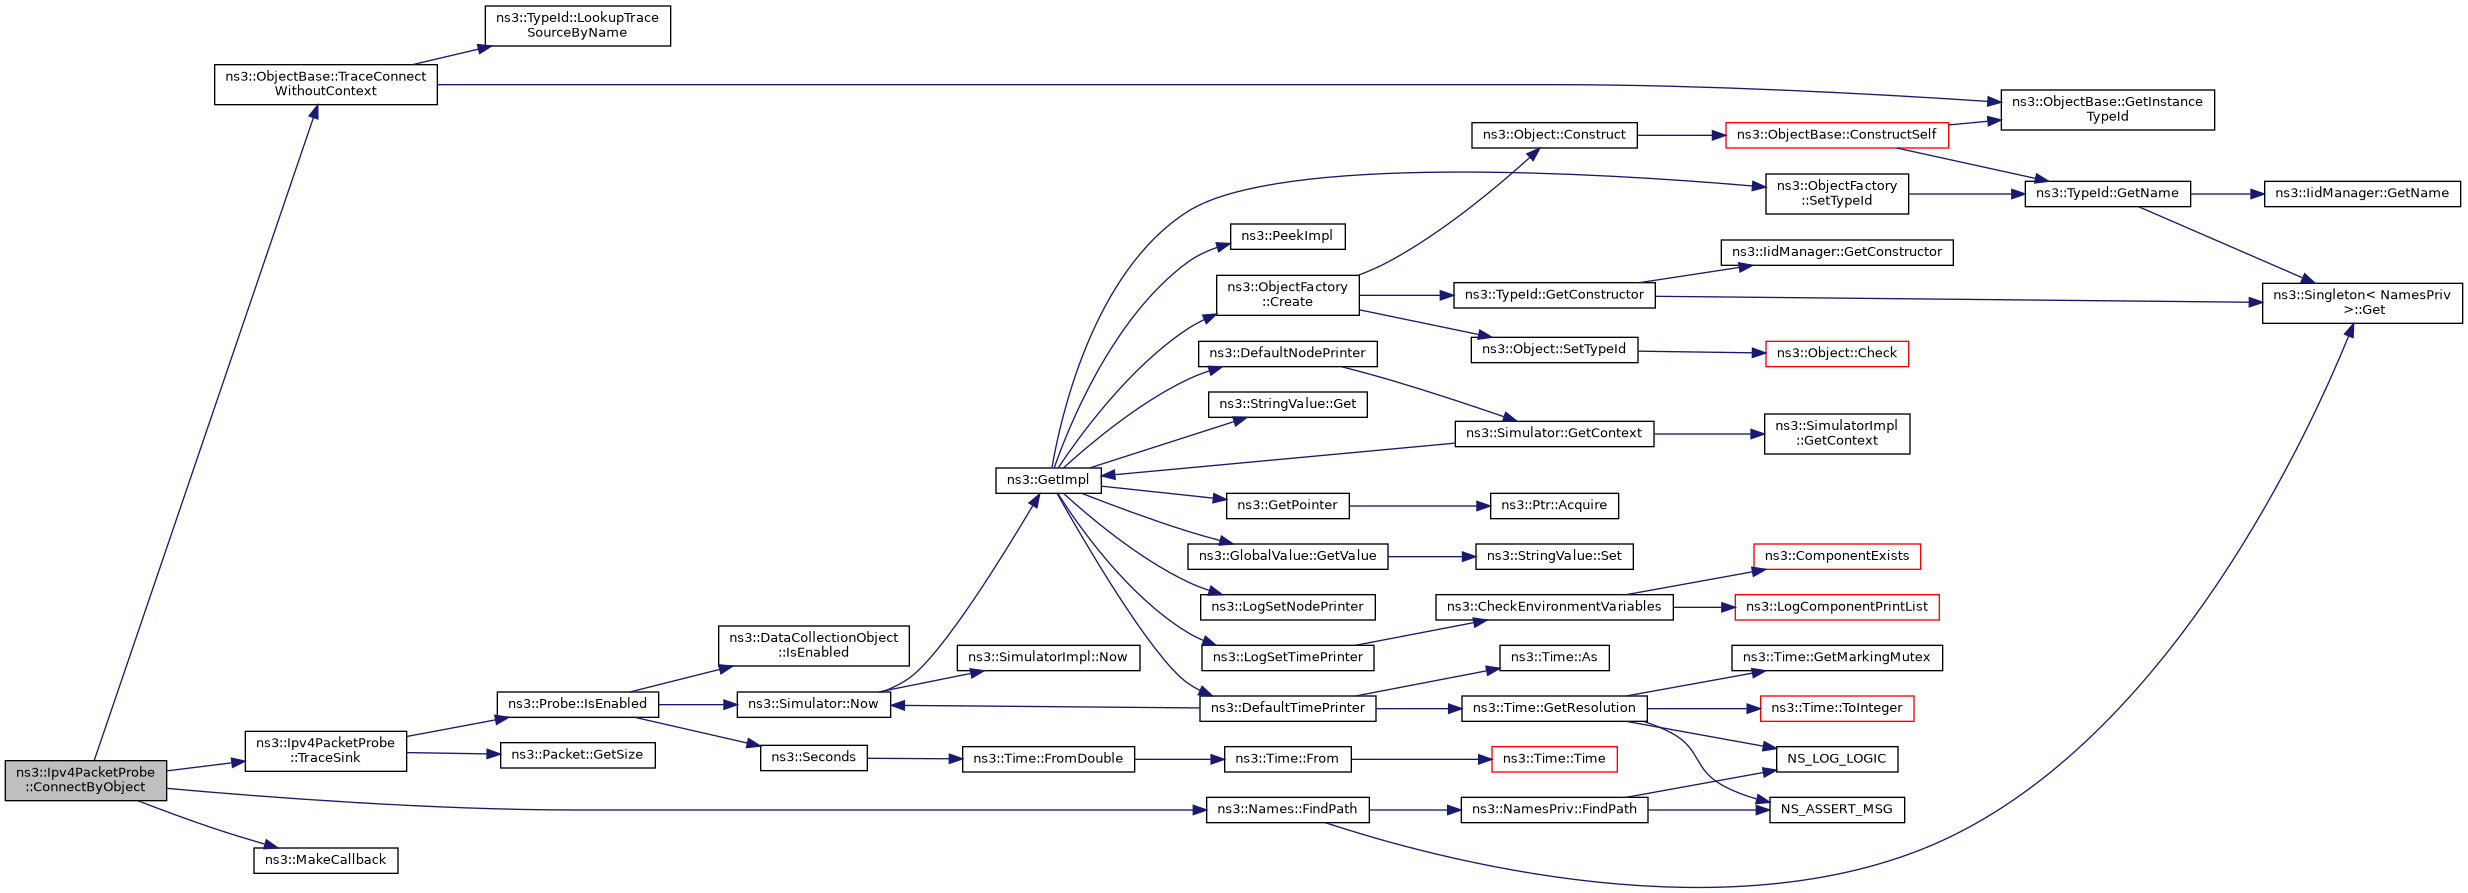 ns3::TypeId::LookupTrace
SourceByName
ns3::ObjectBase::TraceConnect
WithoutContext
ns3::ObjectBase::GetInstance
TypeId
ns3::Object::Construct
ns3::ObjectBase::ConstructSelf
ns3::ObjectFactory
::SetTypeId
ns3::TypeId::GetName
ns3::IidManager::GetName
ns3::PeekImpl
ns3::IidManager::GetConstructor
ns3::ObjectFactory
::Create
ns3::TypeId::GetConstructor
ns3::Singleton< NamesPriv
>::Get
ns3::DefaultNodePrinter
ns3::Object::SetTypeId
ns3::Object::Check
ns3::StringValue::Get
ns3::Simulator::GetContext
ns3::SimulatorImpl
::GetContext
ns3::GetImpl
ns3::GetPointer
ns3::Ptr::Acquire
ns3::GlobalValue::GetValue
ns3::StringValue::Set
ns3::ComponentExists
ns3::LogSetNodePrinter
ns3::CheckEnvironmentVariables
ns3::LogComponentPrintList
ns3::DataCollectionObject
::IsEnabled
ns3::SimulatorImpl::Now
ns3::LogSetTimePrinter
ns3::Time::As
ns3::Time::GetMarkingMutex
ns3::Probe::IsEnabled
ns3::Simulator::Now
ns3::DefaultTimePrinter
ns3::Time::GetResolution
ns3::Time::ToInteger
ns3::Ipv4PacketProbe
::TraceSink
ns3::Packet::GetSize
ns3::Seconds
ns3::Time::FromDouble
ns3::Time::From
ns3::Time::Time
NS_LOG_LOGIC
ns3::Ipv4PacketProbe
::ConnectByObject
ns3::Names::FindPath
ns3::NamesPriv::FindPath
NS_ASSERT_MSG
ns3::MakeCallback